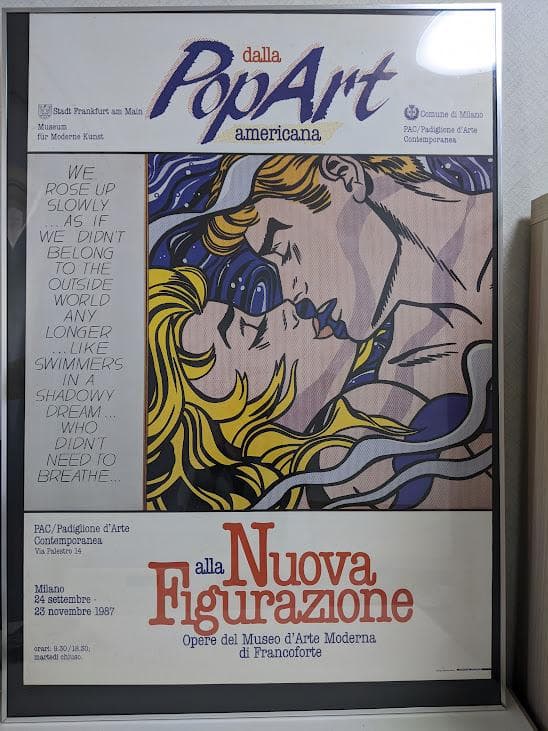 dalla
PopArt
americana
Stadt Frankfurt am Main
Museum
für Moderne Kunst
Comune di Milano
PAC/Padiglione d'Arte
Contemporanea
WE
ROSE UP
SLOWLY
...AS IF
WE DIDN'T
BELONG
TO THE
OUTSIDE
WORLD
ANY
LONGER
...LIKE
SWIMMERS
IN A
SHADOWY
DREAM...
WHO
DIDN'T
NEED TO
BREATHE...
PAC/Padiglione d'Arte
Contemporanea
Via Palestro 14
Milano
24 settembre -
23 novembre 1987
orari: 9.30/18.30;
martedì chiuso.
alla Nuova
Figurazione
Opere del Museo d'Arte Moderna
di Francoforte